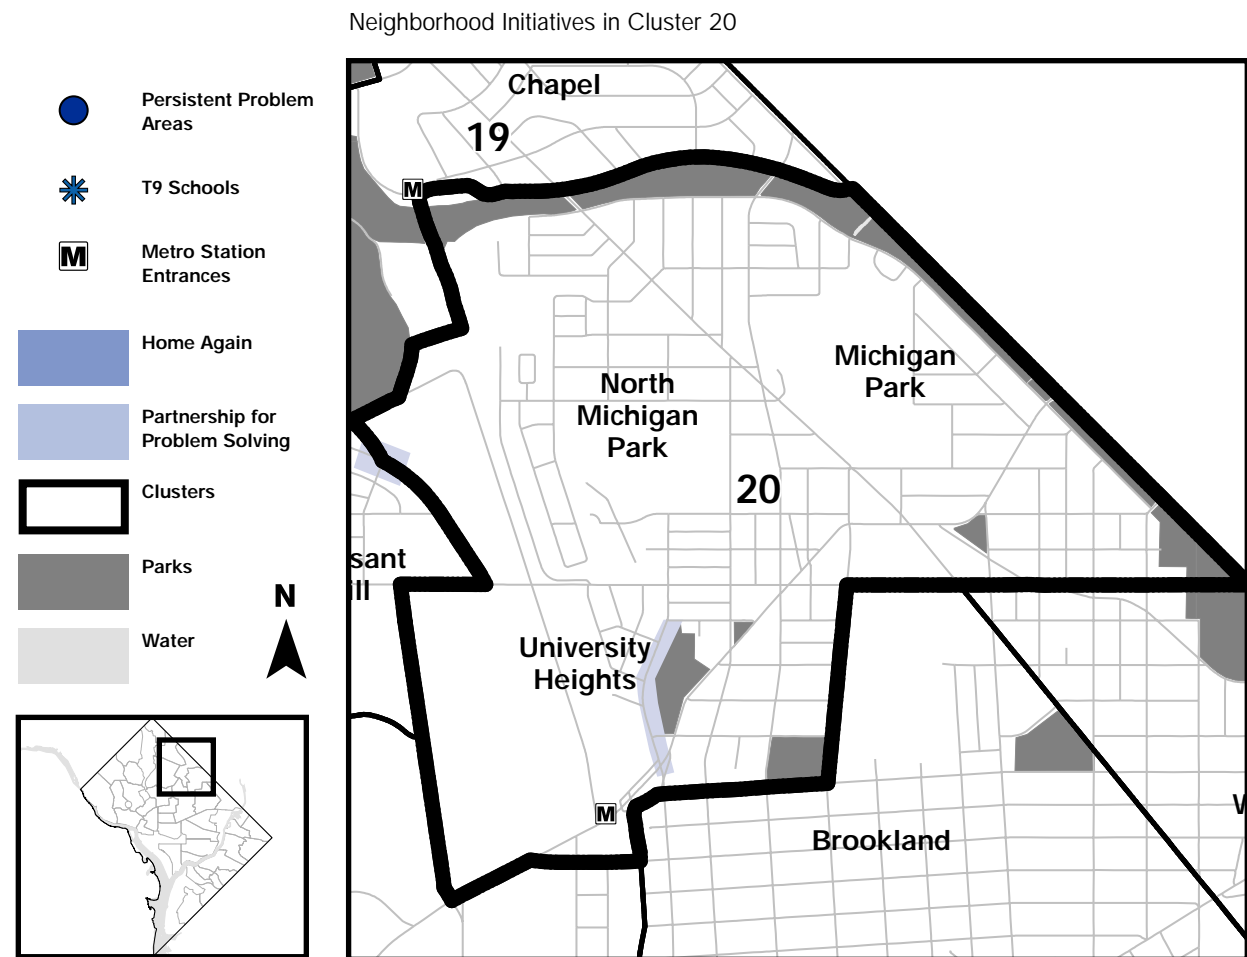 Neighborhood Initiatives in Cluster 20
Persistent Problem
Areas
T9 Schools
M
Metro Station
Entrances
Home Again
Partnership for
Problem Solving
Clusters
Parks
Water
N
Chapel
19
M
Michigan
Park
North
Michigan
Park
20
sant
ill
University
Heights
M
Brookland